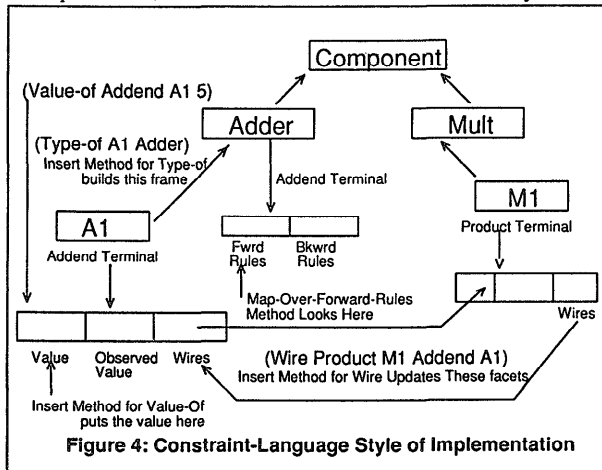 Component
(Value-of Addend A1 5)
Adder
Mult
(Type-of A1 Adder)
Insert Method for Type-of
builds this frame
Addend Terminal
M1
A1
Product Terminal
Fwrd Rules
Bkwrd Rules
Addend Terminal
Map-Over-Forward-Rules
Method Looks Here
Wires
Value
Observed Value
Wires
(Wire Product M1 Addend A1)
Insert Method for Wire Updates These facets
Insert Method for Value-Of
puts the value here
Figure 4: Constraint-Language Style of Implementation